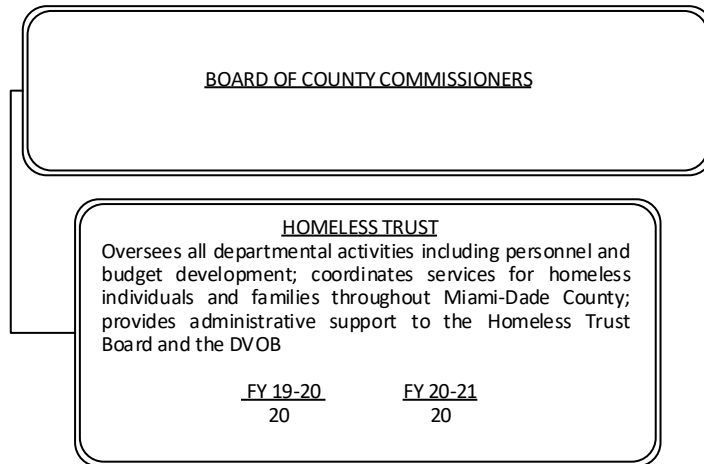 BOARD OF COUNTY COMMISSIONERS
HOMELESS TRUST
Oversees all departmental activities including personnel and
budget development; coordinates services for homeless
individuals and families throughout Miami-Dade County;
provides administrative support to the Homeless Trust
Board and the DVOB
FY 19-20 FY 20-21
20 20